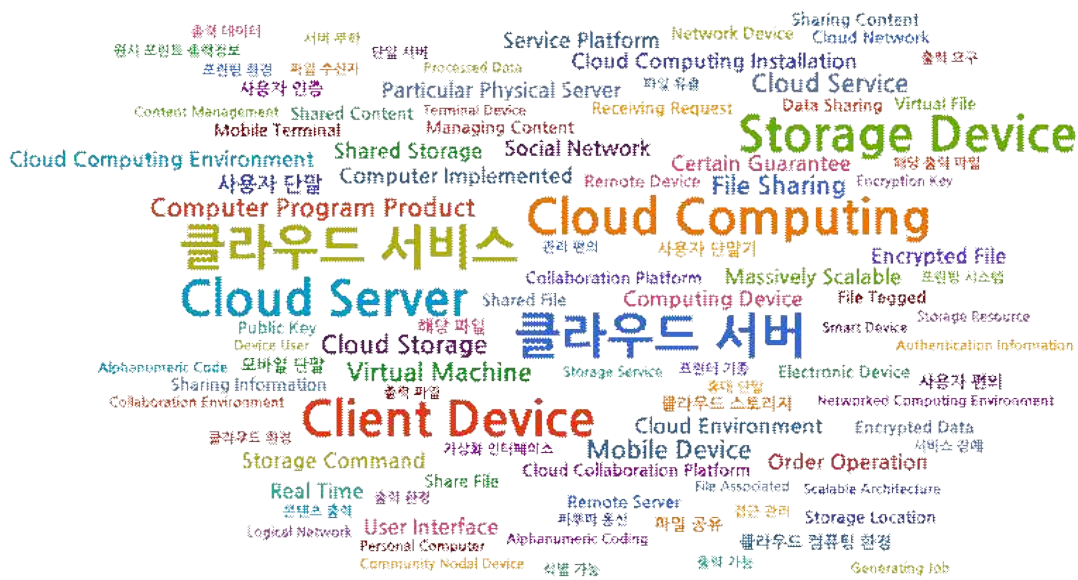 Sharing Content
출력 데이터
서버 부하
Service Platform
Network Device
Cloud Network
원시 프린트 출력정보
단일 서버
Cloud Computing Installation
출력 요구
프린팅 환경
파일 수신자
Processed Data
사용자 인증
Particular Physical Server
파일 유출
Cloud Service
Content Management
Shared Content
Terminal Device
Receiving Request
Data Sharing
Virtual File
Mobile Terminal
Managing Content
Storage Device
Cloud Computing Environment
Shared Storage
Social Network
Certain Guarantee
해당 출력 파일
사용자 단말
Computer Implemented
Remote Device
File Sharing
Encryption Key
Computer Program Product
Cloud Computing
클라우드 서비스
관리 편의
사용자 단말기
Encrypted File
Collaboration Platform
Massively Scalable
프린팅 시스템
Cloud Server
Shared File
Computing Device
File Tagged
Storage Resource
Public Key
해당 파일
클라우드 서버
Smart Device
Device User
Cloud Storage
Authentication Information
Alphanumeric Code
모바일 단말
Virtual Machine
Storage Service
프린터 기종
Electronic Device
사용자 편의
Sharing Information
출력 파일
휴대 단말
Collaboration Environment
Client Device
클라우드 스토리지
Networked Computing Environment
클라우드 환경
가상화 인터페이스
Cloud Environment
Encrypted Data
Storage Command
Mobile Device
서비스 장애
Cloud Collaboration Platform
Order Operation
Share File
File Associated
Scalable Architecture
Real Time
출력 환경
Remote Server
콘텐츠 출력
접근 관리
Storage Location
Logical Network
User Interface
파일 공유
Alphanumeric Coding
클라우드 컴퓨팅 환경
Personal Computer
Community Nodal Device
식별 가능
출력 가능
Generating Job